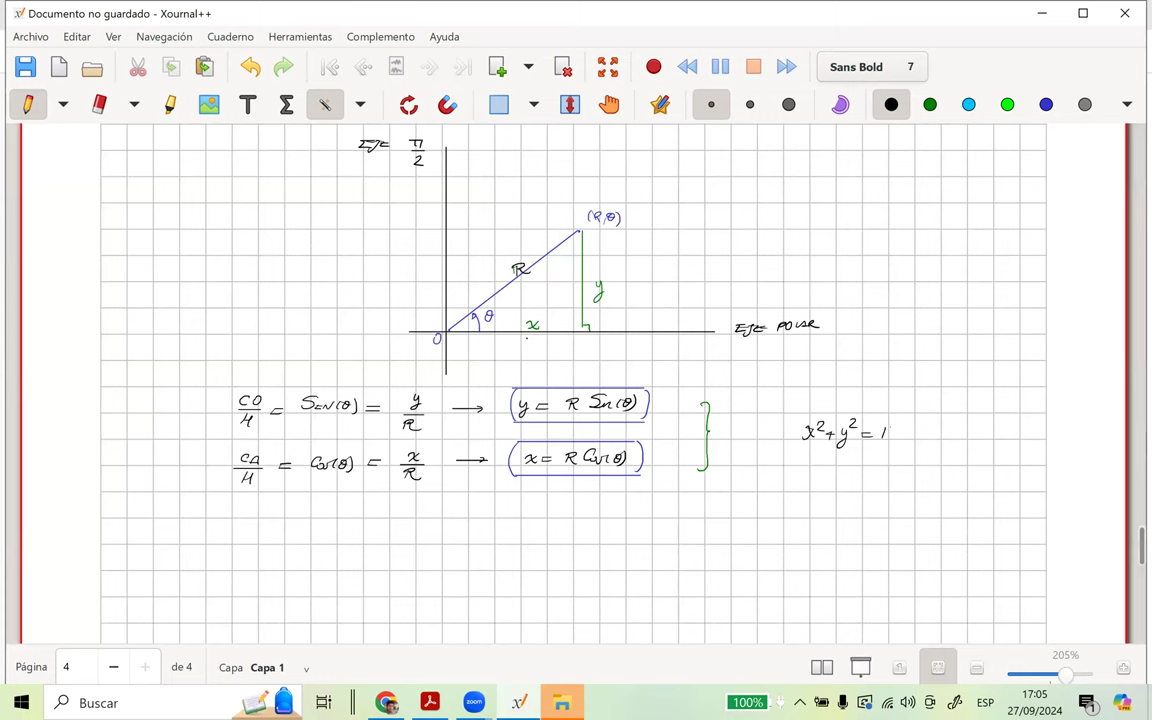 Documento no guardado - Xournal++
Archivo Editar Ver Navegación Cuaderno Herramientas Complemento Ayuda
Sans Bold 7
EJE π/2
(R,θ)
R
y
θ
x
0
EJE POLAR
CO/H = SEN(θ) = y/R → y = R Sen(θ)
x² + y² = 1
CA/H = Cos(θ) = x/R → x = R Cos(θ)
Página 4 de 4 Capa Capa 1
205%
Buscar
zoom
100%
ESP
17:05
27/09/2024
1